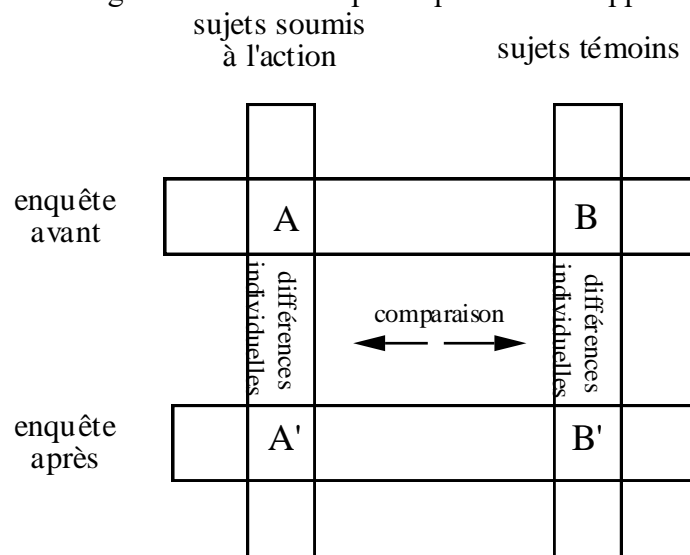 sujets soumis
à l'action
sujets témoins
enquête
avant
A
B
différences
individuelles
comparaison
différences
individuelles
enquête
après
A'
B'